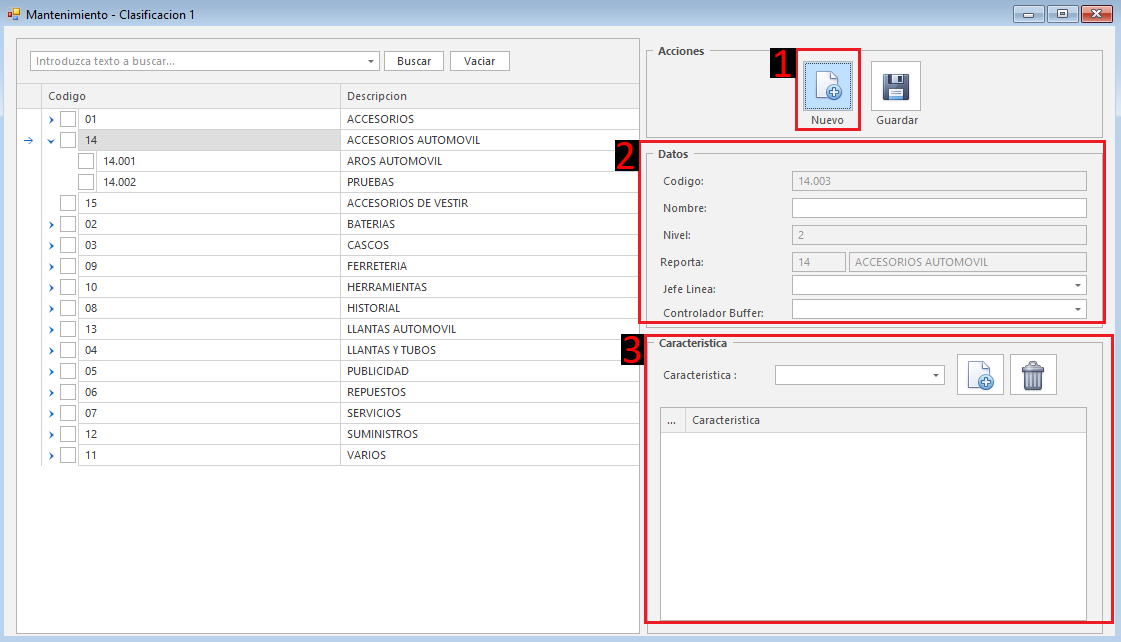 Mantenimiento - Clasificacion 1
Introduzca texto a buscar...
Buscar
Vaciar
Codigo Descripcion
01 ACCESORIOS
14 ACCESORIOS AUTOMOVIL
14.001 AROS AUTOMOVIL
14.002 PRUEBAS
15 ACCESORIOS DE VESTIR
02 BATERIAS
03 CASCOS
09 FERRETERIA
10 HERRAMIENTAS
08 HISTORIAL
13 LLANTAS AUTOMOVIL
04 LLANTAS Y TUBOS
05 PUBLICIDAD
06 REPUESTOS
07 SERVICIOS
12 SUMINISTROS
11 VARIOS
Acciones
1
Nuevo
Guardar
2
Datos
Codigo: 14.003
Nombre:
Nivel: 2
Reporta: 14 ACCESORIOS AUTOMOVIL
Jefe Linea:
Controlador Buffer:
3
Caracteristica
Caracteristica :
... Caracteristica